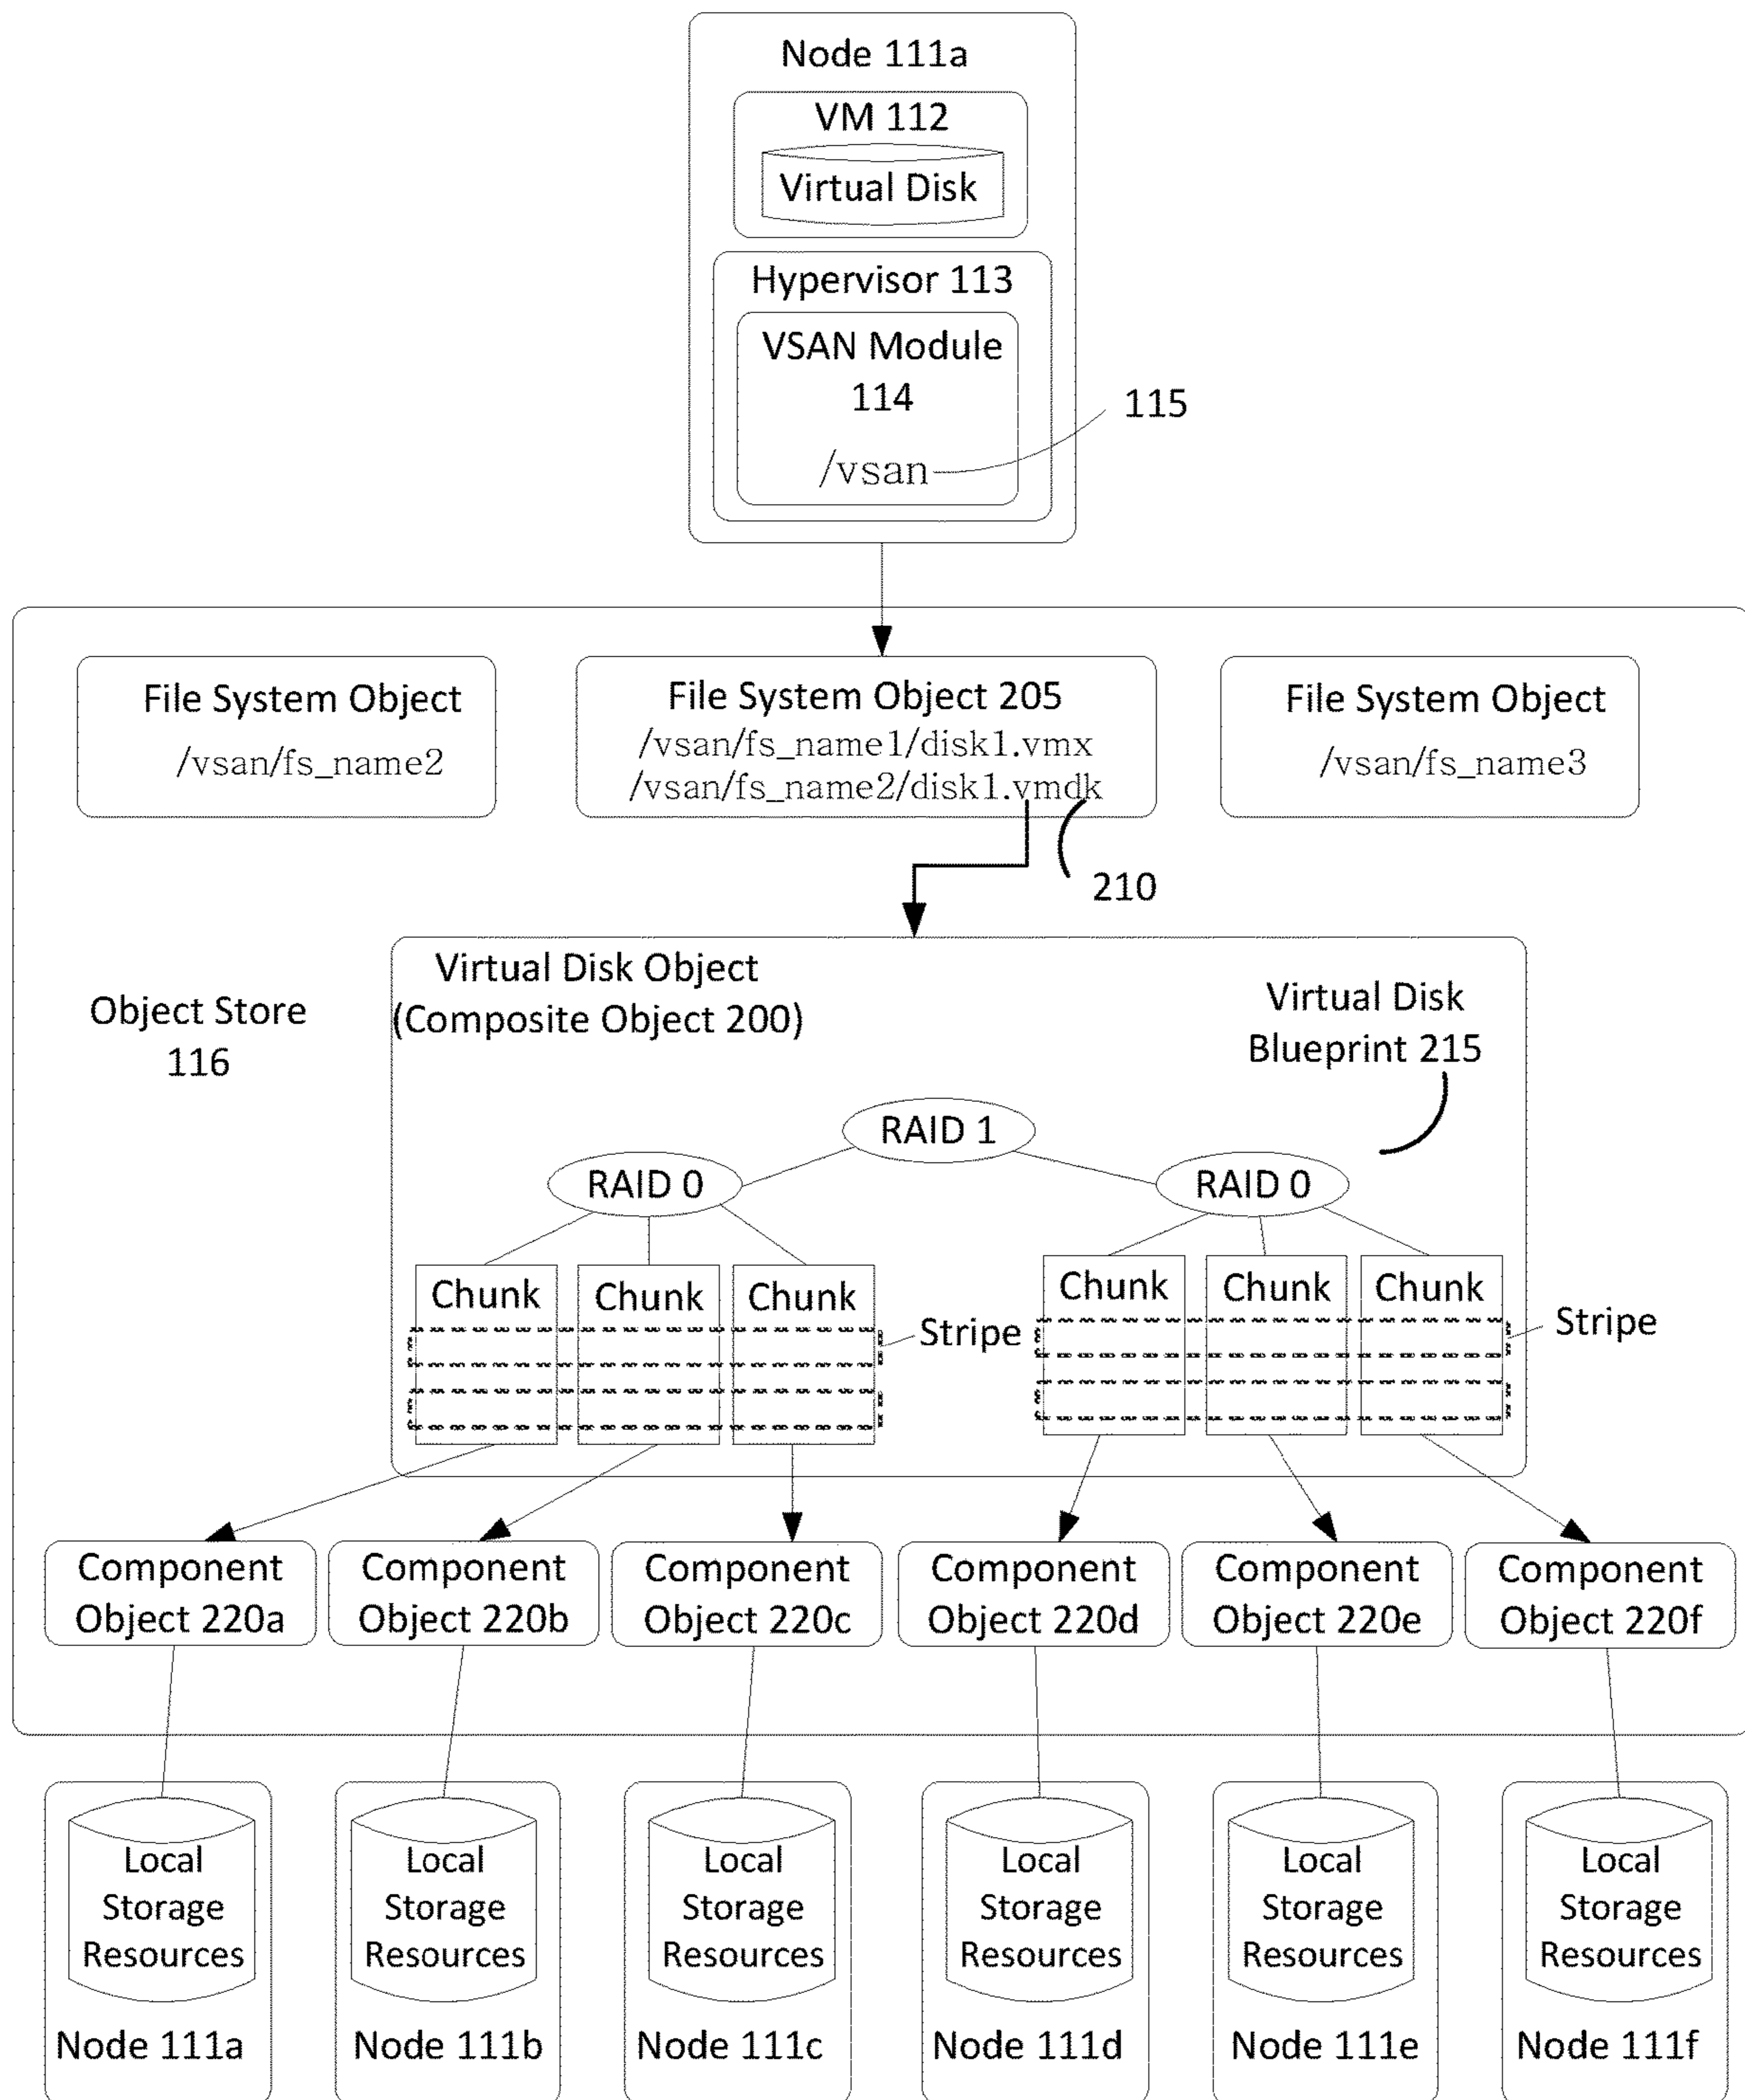 Node 111a
VM 112
Virtual Disk
Hypervisor 113
VSAN Module
114
115
/vsan
File System Object
/vsan/fs_name2
File System Object 205
/vsan/fs_name1/disk1.vmx
/vsan/fs_name2/disk1.vmdk
File System Object
/vsan/fs_name3
210
Object Store
116
Virtual Disk Object
(Composite Object 200)
Virtual Disk
Blueprint 215
RAID 1
RAID 0
RAID 0
Chunk
Chunk
Chunk
Stripe
Chunk
Chunk
Chunk
Stripe
Component
Object 220a
Component
Object 220b
Component
Object 220c
Component
Object 220d
Component
Object 220e
Component
Object 220f
Local
Storage
Resources
Node 111a
Local
Storage
Resources
Node 111b
Local
Storage
Resources
Node 111c
Local
Storage
Resources
Node 111d
Local
Storage
Resources
Node 111e
Local
Storage
Resources
Node 111f